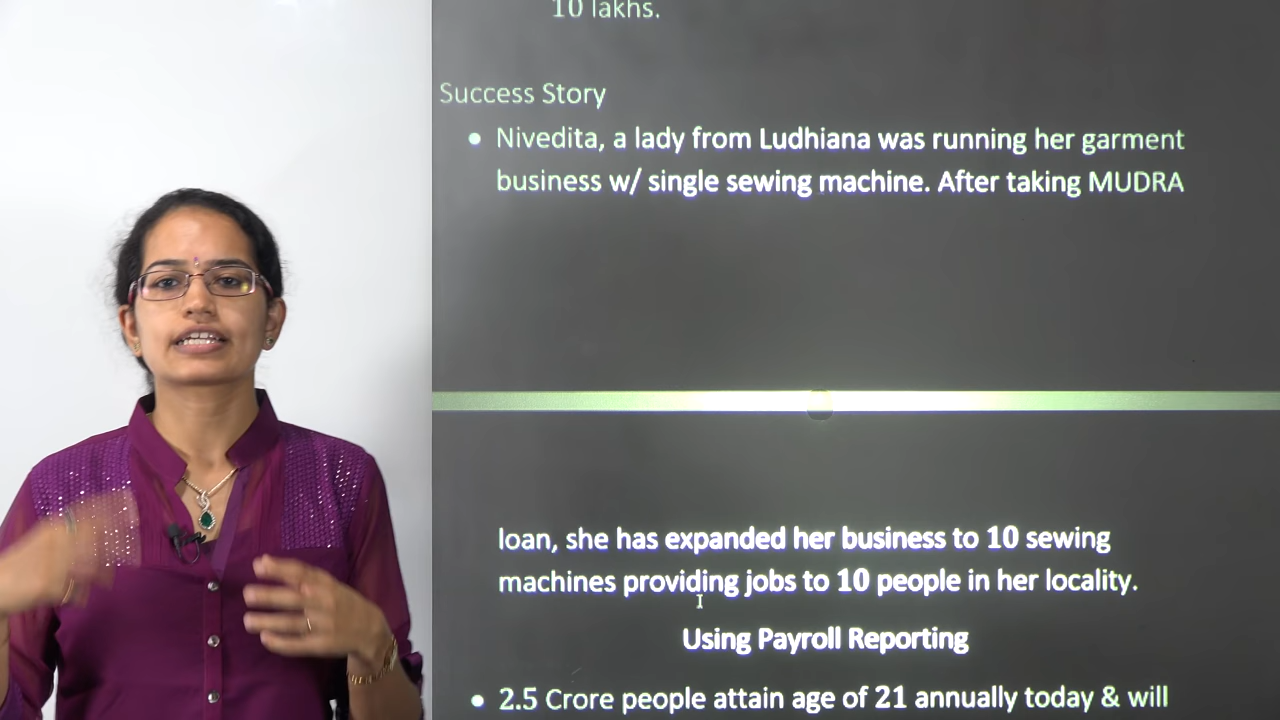 10 lakhs.
Success Story
• Nivedita, a lady from Ludhiana was running her garment
business w/ single sewing machine. After taking MUDRA
loan, she has expanded her business to 10 sewing
machines providing jobs to 10 people in her locality.
Using Payroll Reporting
• 2.5 Crore people attain age of 21 annually today & will